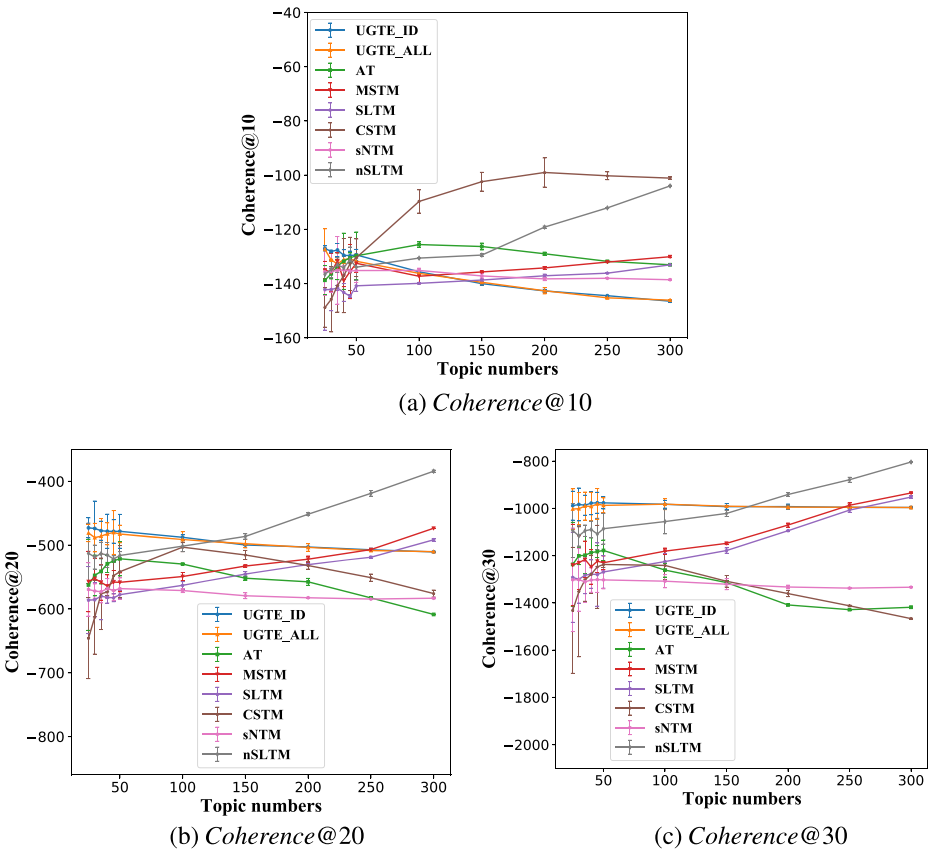 −40
−60
−80
−100
−120
−140
−160
Coherence@10
UGTE_ID
UGTE_ALL
AT
MSTM
SLTM
CSTM
sNTM
nSLTM
50 100 150 200 250 300
Topic numbers
(a) Coherence@10
−400
−500
−600
−700
−800
Coherence@20
UGTE_ID
UGTE_ALL
AT
MSTM
SLTM
CSTM
sNTM
nSLTM
50 100 150 200 250 300
Topic numbers
(b) Coherence@20
−800
−1000
−1200
−1400
−1600
−1800
−2000
Coherence@30
UGTE_ID
UGTE_ALL
AT
MSTM
SLTM
CSTM
sNTM
nSLTM
50 100 150 200 250 300
Topic numbers
(c) Coherence@30